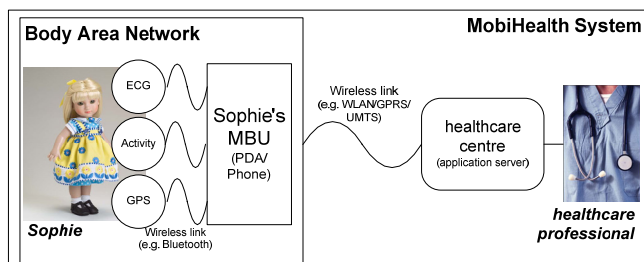 Body Area Network
MobiHealth System
ECG
Activity
GPS
Sophie's
MBU
(PDA/
Phone)
Wireless link
(e.g. Bluetooth)
Sophie
Wireless link
(e.g. WLAN/GPRS/
UMTS)
healthcare
centre
(application server)
healthcare
professional